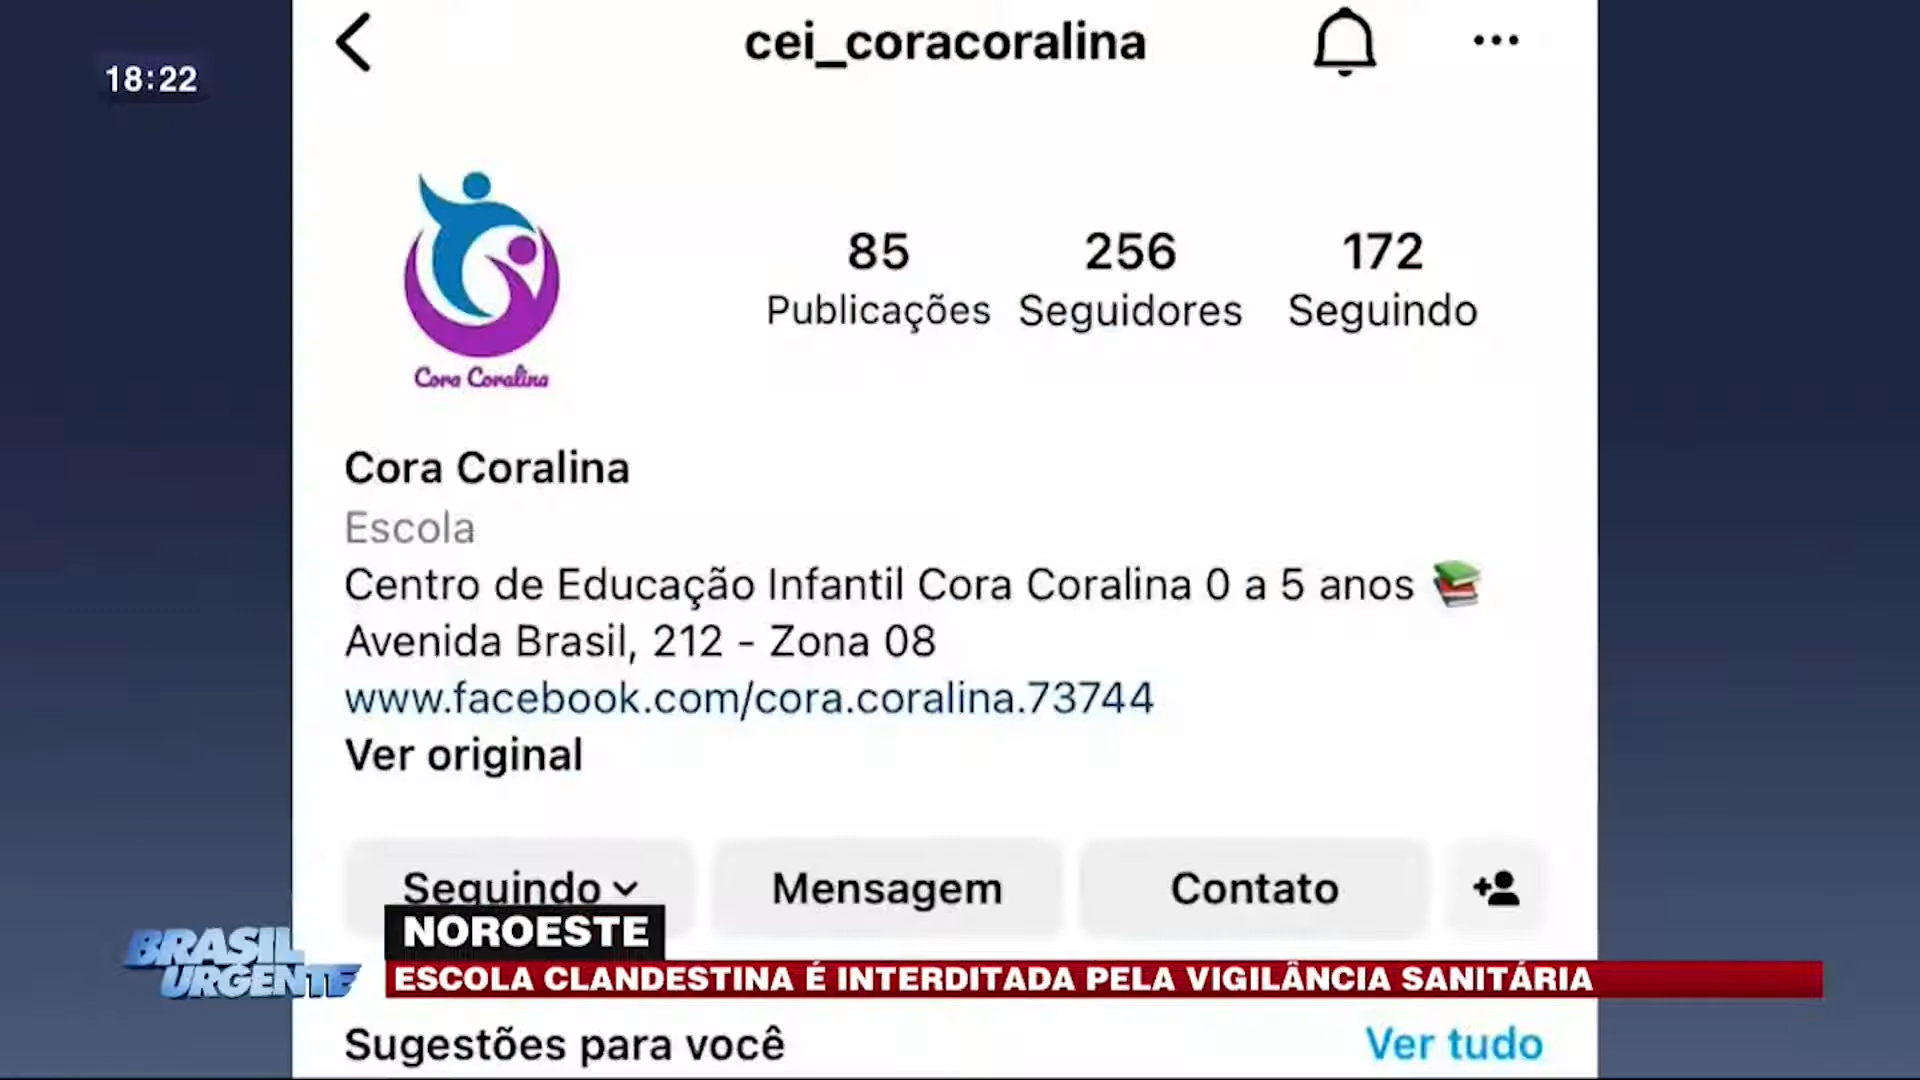 18:22
cei_coracoralina
Cora Coralina
85
256
172
Publicações
Seguidores
Seguindo
Cora Coralina
Escola
Centro de Educação Infantil Cora Coralina 0 a 5 anos
Avenida Brasil, 212 - Zona 08
www.facebook.com/cora.coralina.73744
Ver original
Seguindo
Mensagem
Contato
NOROESTE
BRASIL
URGENTE
ESCOLA CLANDESTINA É INTERDITADA PELA VIGILÂNCIA SANITÁRIA
Sugestões para você
Ver tudo